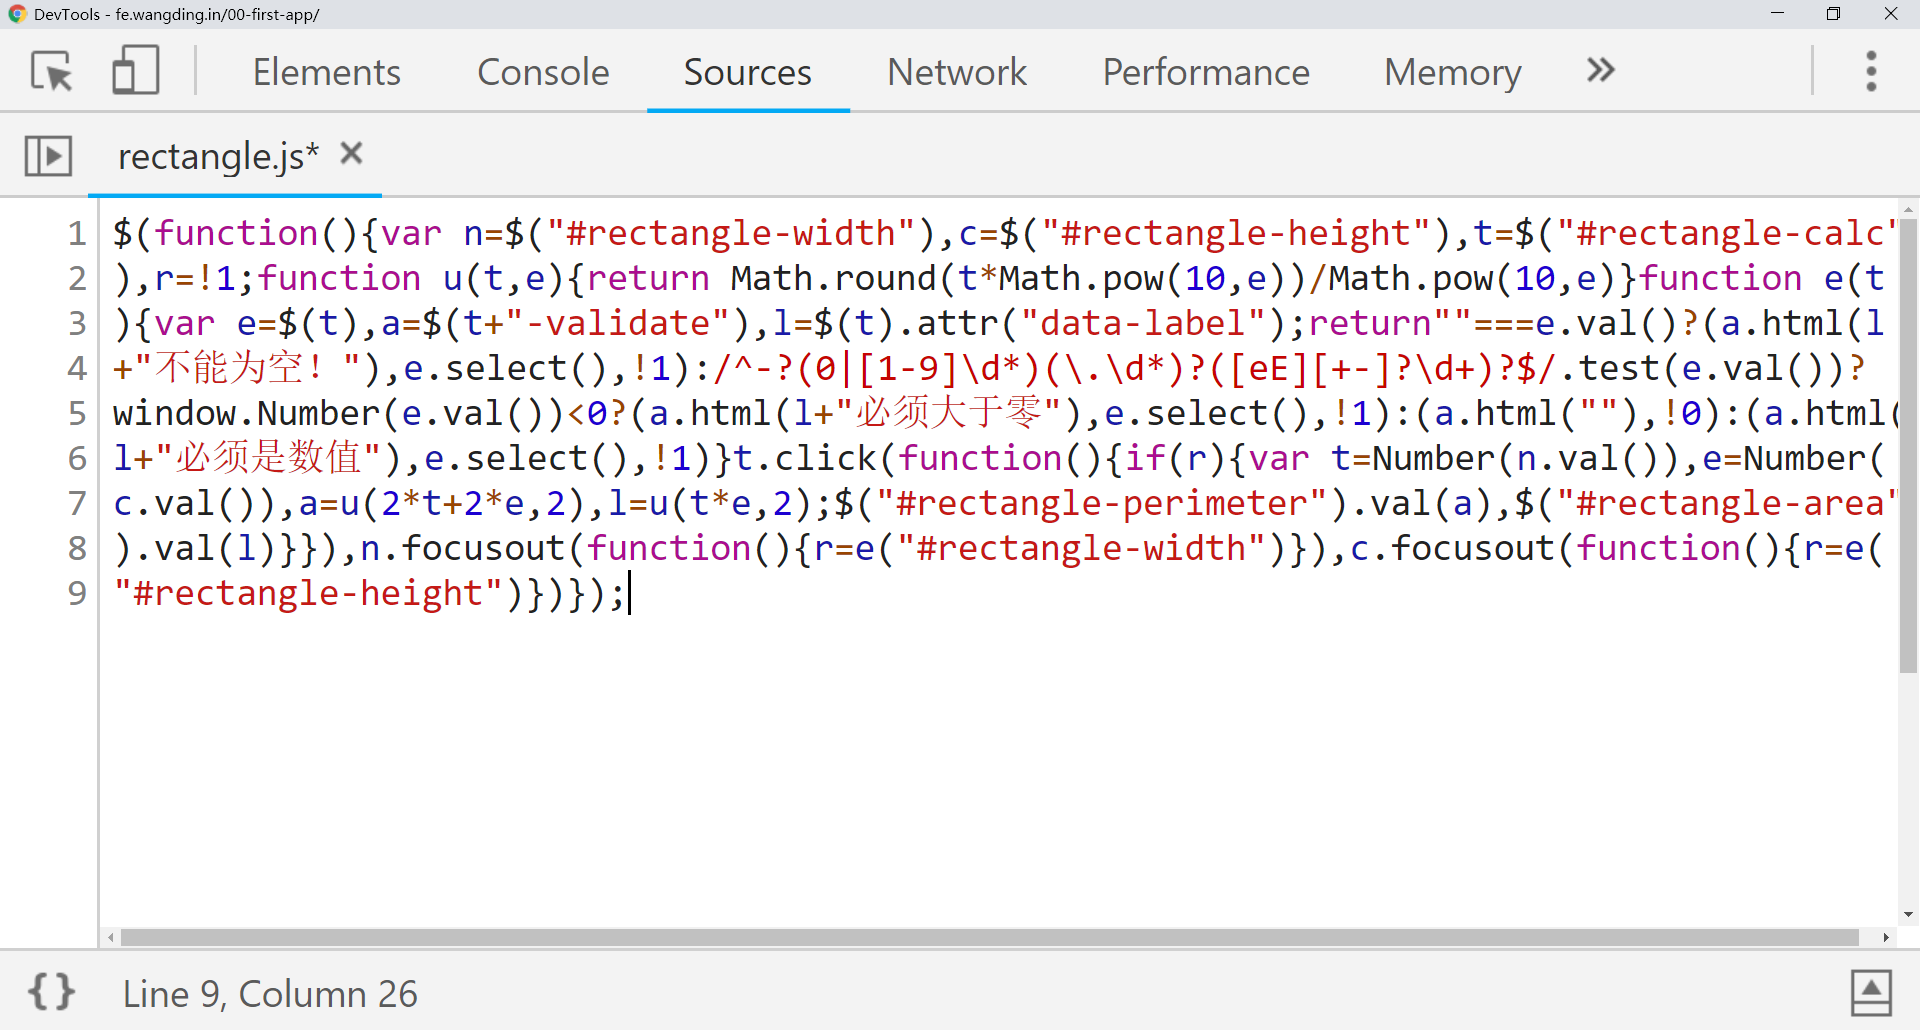 DevTools - fe.wangding.in/00-first-app/
Elements Console Sources Network Performance Memory »
rectangle.js* ×
1 $(function(){var n=$("#rectangle-width"),c=$("#rectangle-height"),t=$("#rectangle-calc"
2 ),r=!1;function u(t,e){return Math.round(t*Math.pow(10,e))/Math.pow(10,e)}function e(t
3 ){var e=$(t),a=$(t+"-validate"),l=$(t).attr("data-label");return""===e.val()?(a.html(l
4 +"不能为空！"),e.select(),!1):/^-?(0|[1-9]\d*)(\.\d*)?([eE][+-]?\d+)?$/.test(e.val())?
5 window.Number(e.val())<0?(a.html(l+"必须大于零"),e.select(),!1):(a.html(""),!0):(a.html(
6 l+"必须是数值"),e.select(),!1)}t.click(function(){if(r){var t=Number(n.val()),e=Number(
7 c.val()),a=u(2*t+2*e,2),l=u(t*e,2);$("#rectangle-perimeter").val(a),$("#rectangle-area"
8 ).val(l)}}),n.focusout(function(){r=e("#rectangle-width")}),c.focusout(function(){r=e(
9 "#rectangle-height")})});
{} Line 9, Column 26